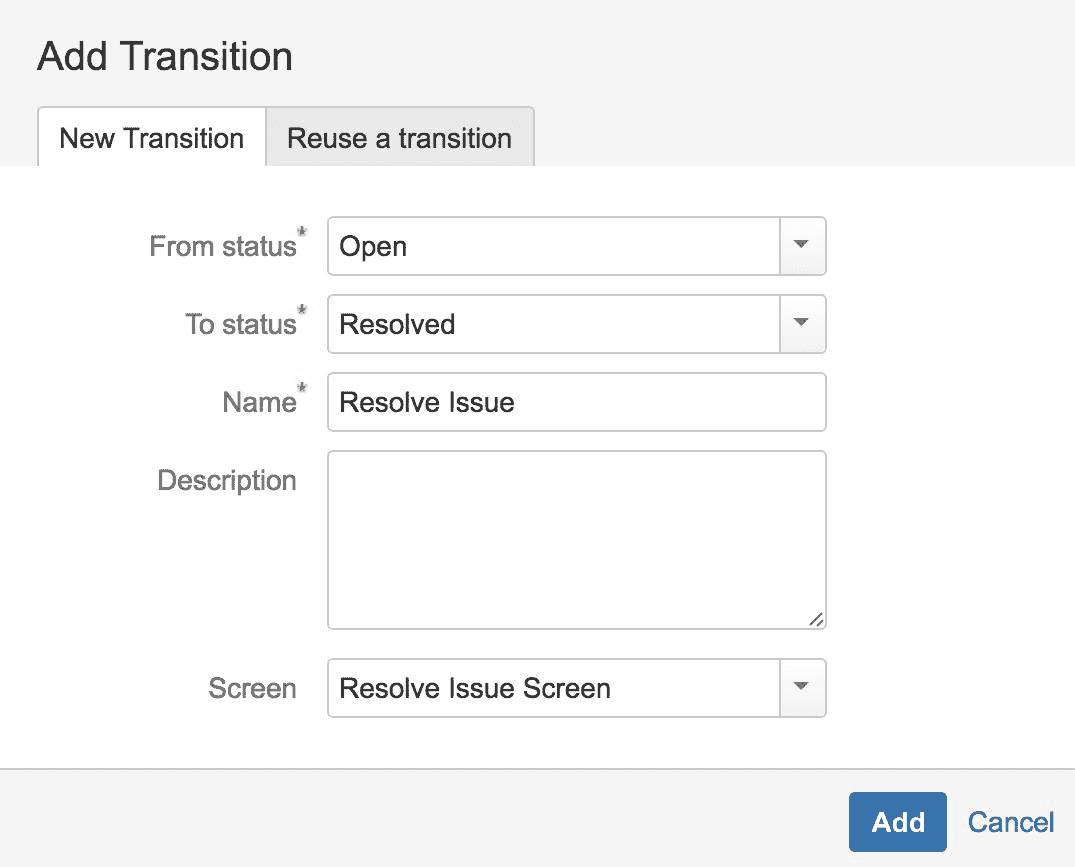 Add Transition
New Transition Reuse a transition
From status* Open
To status* Resolved
Name* Resolve Issue
Description
Screen Resolve Issue Screen
Add Cancel